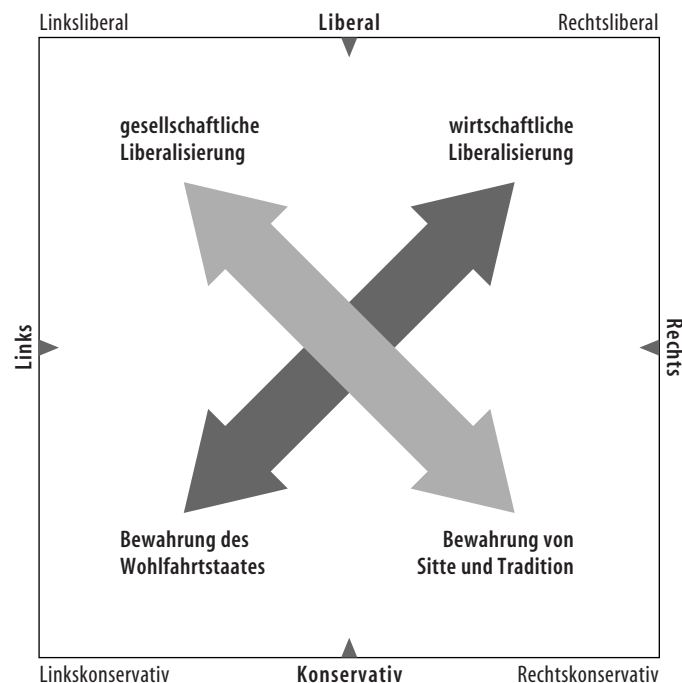 Linksliberal Liberal Rechtsliberal
gesellschaftliche
Liberalisierung
wirtschaftliche
Liberalisierung
Links
Rechts
Bewahrung des
Wohlfahrtstaates
Bewahrung von
Sitte und Tradition
Linkskonservativ Konservativ Rechtskonservativ